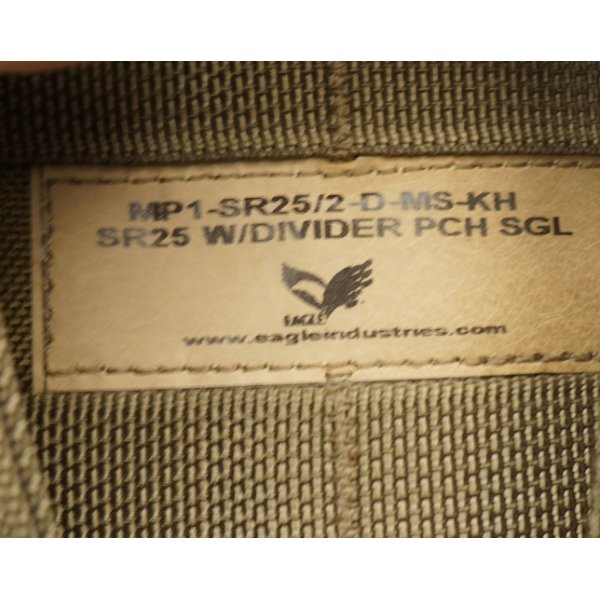 MP1-SR25/2-D-MS-KH
SR25 W/DIVIDER PCH SGL
EAGLE
www.eagleindustries.com